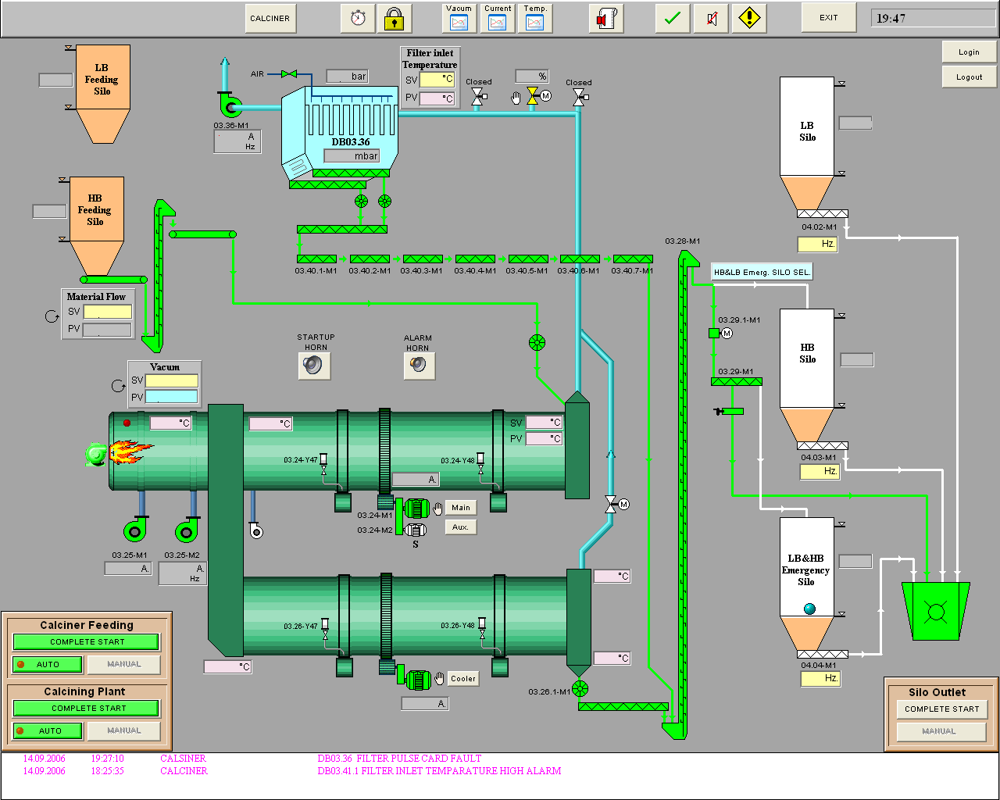 CALCINER
Vacum
Current
Temp.
EXIT
19:47
Login
Logout
LB
Feeding
Silo
AIR
bar
Filter inlet
Temperature
SV °C
PV °C
Closed
%
M
Closed
03.36-M1
A
Hz
DB03.36
mbar
LB
Silo
04.02-M1
Hz.
HB
Feeding
Silo
Material Flow
SV
PV
03.40.1-M1
03.40.2-M1
03.40.3-M1
03.40.4-M1
03.40.5-M1
03.40.6-M1
03.40.7-M1
03.28-M1
HB&LB Emerg. SILO SEL.
03.29.1-M1
M
03.29-M1
HB
Silo
04.03-M1
Hz.
STARTUP
HORN
ALARM
HORN
Vacum
SV
PV
°C
°C
SV °C
PV °C
03.24-Y47
03.24-Y48
A.
03.24-M1
Main
03.24-M2
Aux.
S
M
03.25-M1
A.
03.25-M2
A.
Hz
°C
03.26-Y47
03.26-Y48
°C
°C
Cooler
A.
03.26.1-M1
LB&HB
Emergency
Silo
04.04-M1
Hz.
Calciner Feeding
COMPLETE START
AUTO
MANUAL
Calcining Plant
COMPLETE START
AUTO
MANUAL
Silo Outlet
COMPLETE START
MANUAL
14.09.2006 19:27:10 CALSINER DB03.36 FILTER PULSE CARD FAULT
14.09.2006 18:25:35 CALCINER DB03.41.1 FILTER INLET TEMPARATURE HIGH ALARM